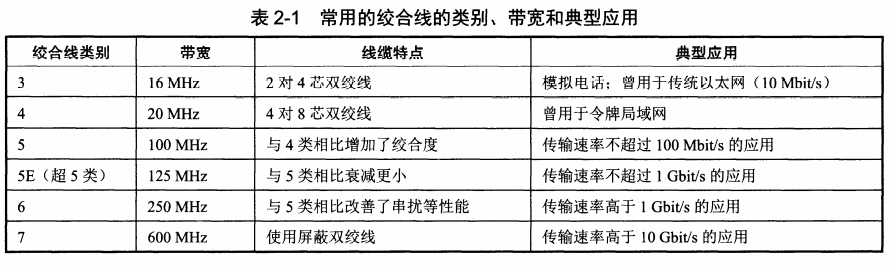 表 2-1 常用的绞合线的类别、带宽和典型应用
绞合线类别 带宽 线缆特点 典型应用
3 16 MHz 2 对 4 芯双绞线 模拟电话；曾用于传统以太网（10 Mbit/s）
4 20 MHz 4 对 8 芯双绞线 曾用于令牌局域网
5 100 MHz 与 4 类相比增加了绞合度 传输速率不超过 100 Mbit/s 的应用
5E（超 5 类） 125 MHz 与 5 类相比衰减更小 传输速率不超过 1 Gbit/s 的应用
6 250 MHz 与 5 类相比改善了串扰等性能 传输速率高于 1 Gbit/s 的应用
7 600 MHz 使用屏蔽双绞线 传输速率高于 10 Gbit/s 的应用